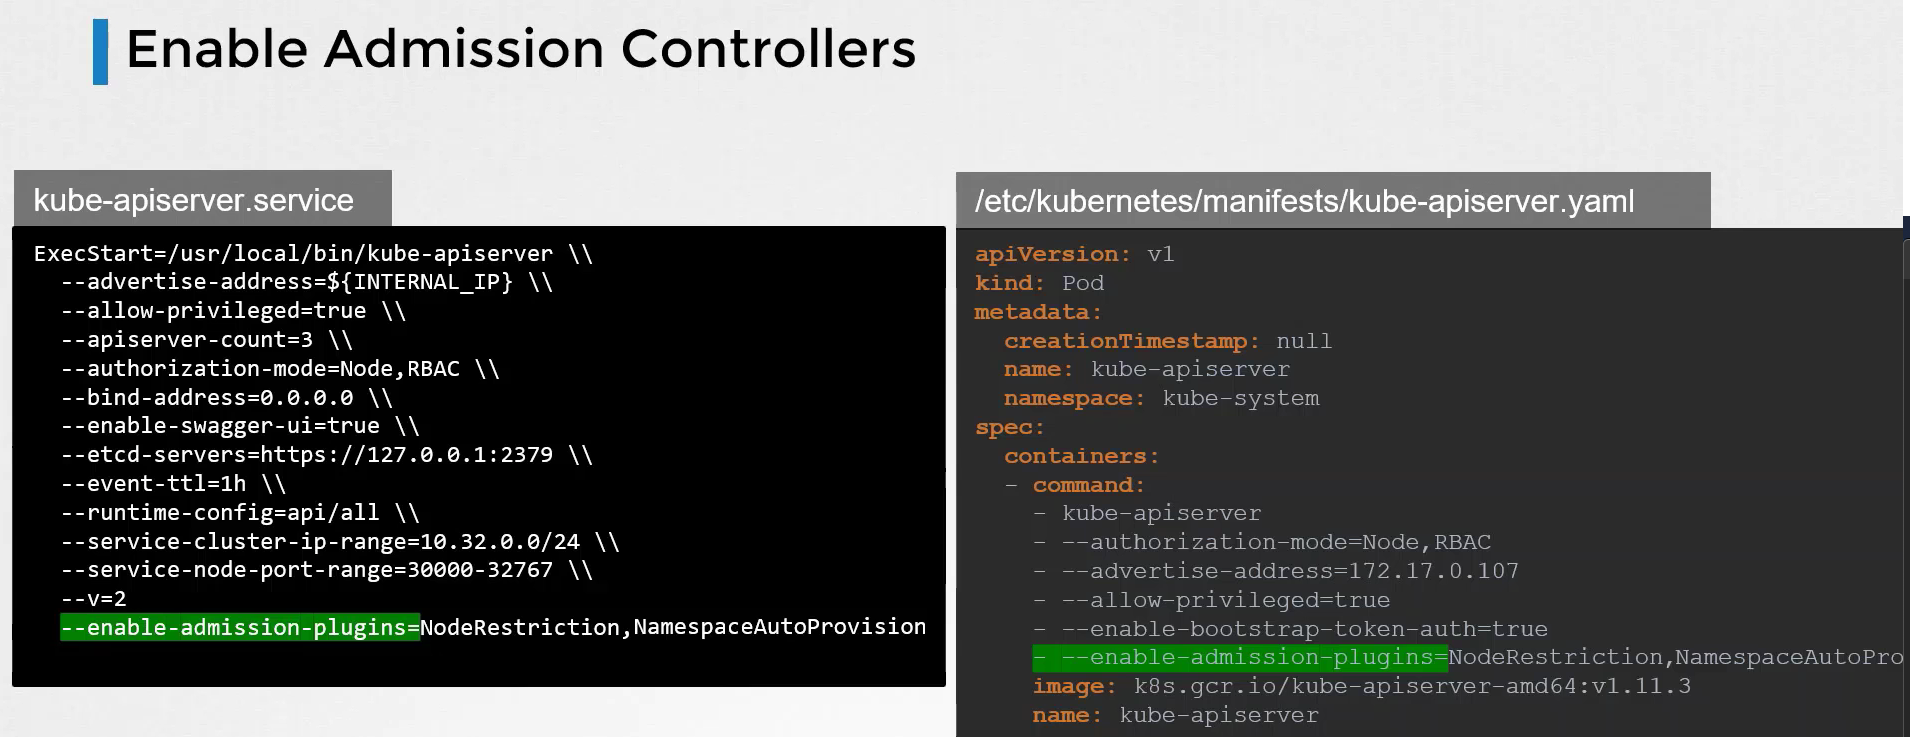 Enable Admission Controllers
kube-apiserver.service
ExecStart=/usr/local/bin/kube-apiserver \\
--advertise-address=${INTERNAL_IP} \\
--allow-privileged=true \\
--apiserver-count=3 \\
--authorization-mode=Node,RBAC \\
--bind-address=0.0.0.0 \\
--enable-swagger-ui=true \\
--etcd-servers=https://127.0.0.1:2379 \\
--event-ttl=1h \\
--runtime-config=api/all \\
--service-cluster-ip-range=10.32.0.0/24 \\
--service-node-port-range=30000-32767 \\
--v=2
--enable-admission-plugins=NodeRestriction,NamespaceAutoProvision
/etc/kubernetes/manifests/kube-apiserver.yaml
apiVersion: v1
kind: Pod
metadata:
creationTimestamp: null
name: kube-apiserver
namespace: kube-system
spec:
containers:
- command:
- kube-apiserver
- --authorization-mode=Node,RBAC
- --advertise-address=172.17.0.107
- --allow-privileged=true
- --enable-bootstrap-token-auth=true
- --enable-admission-plugins=NodeRestriction,NamespaceAutoPro
image: k8s.gcr.io/kube-apiserver-amd64:v1.11.3
name: kube-apiserver